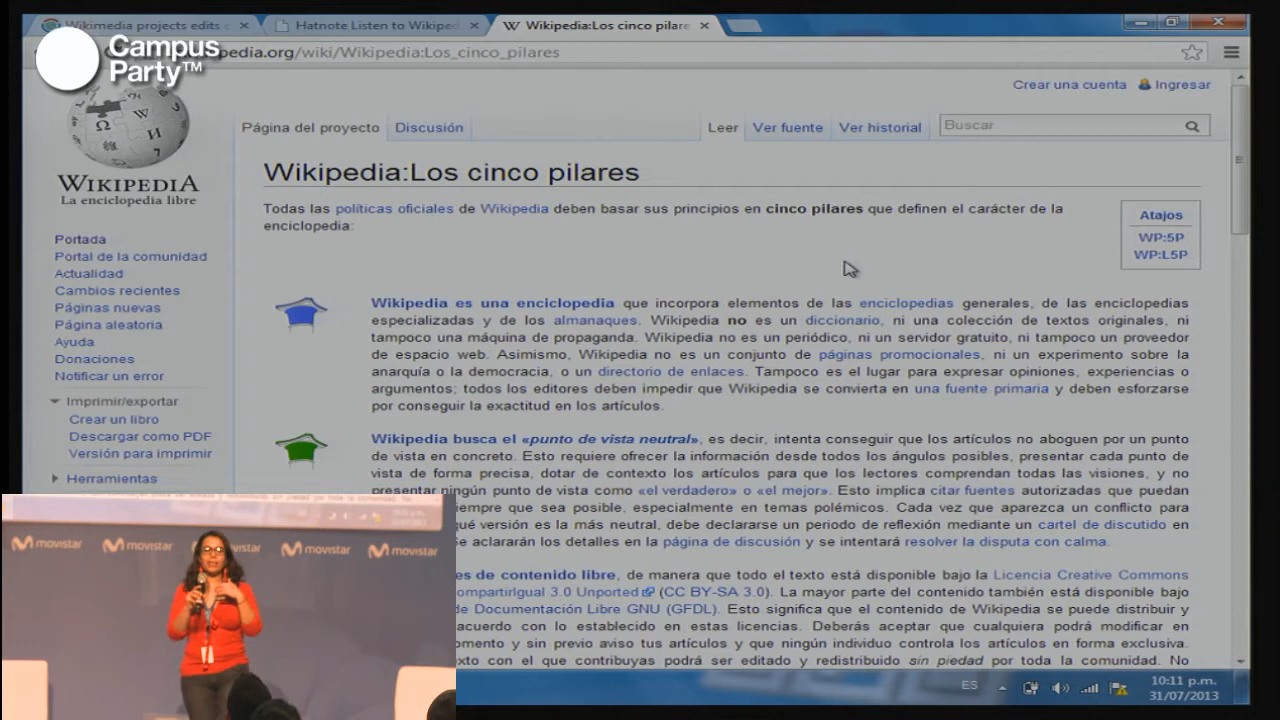 Wikimedia projects edits
Hatnote Listen to Wikiped
Wikipedia:Los cinco pilare
Campus
Party™
pedia.org/wiki/Wikipedia:Los_cinco_pilares
Crear una cuenta Ingresar
Página del proyecto Discusión Leer Ver fuente Ver historial Buscar
WIKIPEDIA
La enciclopedia libre
Portada
Portal de la comunidad
Actualidad
Cambios recientes
Páginas nuevas
Página aleatoria
Ayuda
Donaciones
Notificar un error
Imprimir/exportar
Crear un libro
Descargar como PDF
Versión para imprimir
Herramientas
Wikipedia:Los cinco pilares
Todas las políticas oficiales de Wikipedia deben basar sus principios en cinco pilares que definen el carácter de la
enciclopedia:
Atajos
WP:5P
WP:L5P
Wikipedia es una enciclopedia que incorpora elementos de las enciclopedias generales, de las enciclopedias
especializadas y de los almanaques. Wikipedia no es un diccionario, ni una colección de textos originales, ni
tampoco una máquina de propaganda. Wikipedia no es un periódico, ni un servidor gratuito, ni tampoco un proveedor
de espacio web. Asimismo, Wikipedia no es un conjunto de páginas promocionales, ni un experimento sobre la
anarquía o la democracia, o un directorio de enlaces. Tampoco es el lugar para expresar opiniones, experiencias o
argumentos; todos los editores deben impedir que Wikipedia se convierta en una fuente primaria y deben esforzarse
por conseguir la exactitud en los artículos.
Wikipedia busca el «punto de vista neutral», es decir, intenta conseguir que los artículos no aboguen por un punto
de vista en concreto. Esto requiere ofrecer la información desde todos los ángulos posibles, presentar cada punto de
vista de forma precisa, dotar de contexto los artículos para que los lectores comprendan todas las visiones, y no
presentar ningún punto de vista como «el verdadero» o «el mejor». Esto implica citar fuentes autorizadas que puedan
iempre que sea posible, especialmente en temas polémicos. Cada vez que aparezca un conflicto para
qué versión es la más neutral, debe declararse un periodo de reflexión mediante un cartel de discutido en
e aclararán los detalles en la página de discusión y se intentará resolver la disputa con calma.
es de contenido libre, de manera que todo el texto está disponible bajo la Licencia Creative Commons
ompartirIgual 3.0 Unported (CC BY-SA 3.0). La mayor parte del contenido también está disponible bajo
de Documentación Libre GNU (GFDL). Esto significa que el contenido de Wikipedia se puede distribuir y
acuerdo con lo establecido en estas licencias. Deberás aceptar que cualquiera podrá modificar en
omento y sin previo aviso tus artículos y que ningún individuo controla los artículos en forma exclusiva.
xto con el que contribuyas podrá ser editado y redistribuido sin piedad por toda la comunidad. No
movistar movistar movistar movistar movistar
ES
10:11 p.m.
31/07/2013